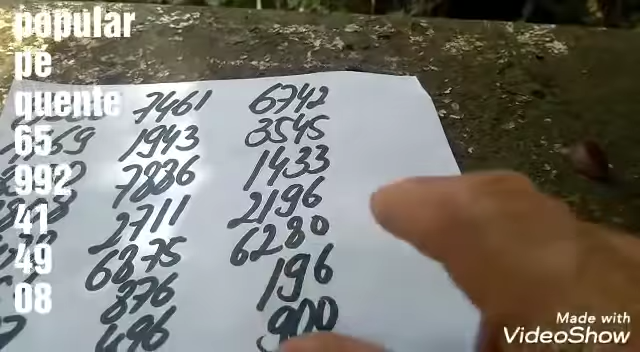 popular
pé
quente
65
992
41
49
08
7461 6742
1943 3545
7886 1433
2711 2196
6875 6280
876 196
496 900
Made with
VideoShow